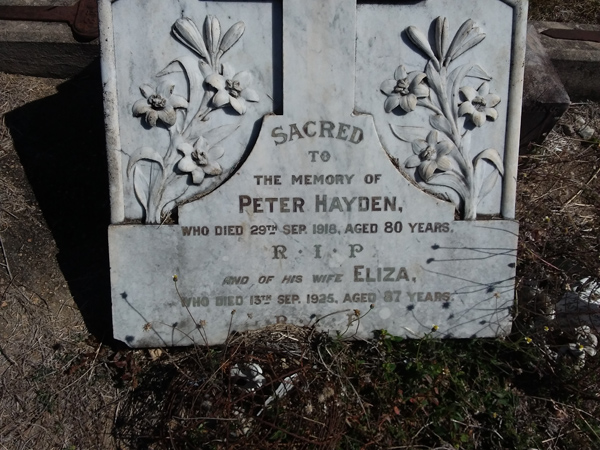 SACRED
TO
THE MEMORY OF
PETER HAYDEN,
WHO DIED 29TH SEP. 1918, AGED 80 YEARS.
R·I·P
AND OF HIS WIFE ELIZA,
WHO DIED 13TH SEP. 1925, AGED 87 YEARS.